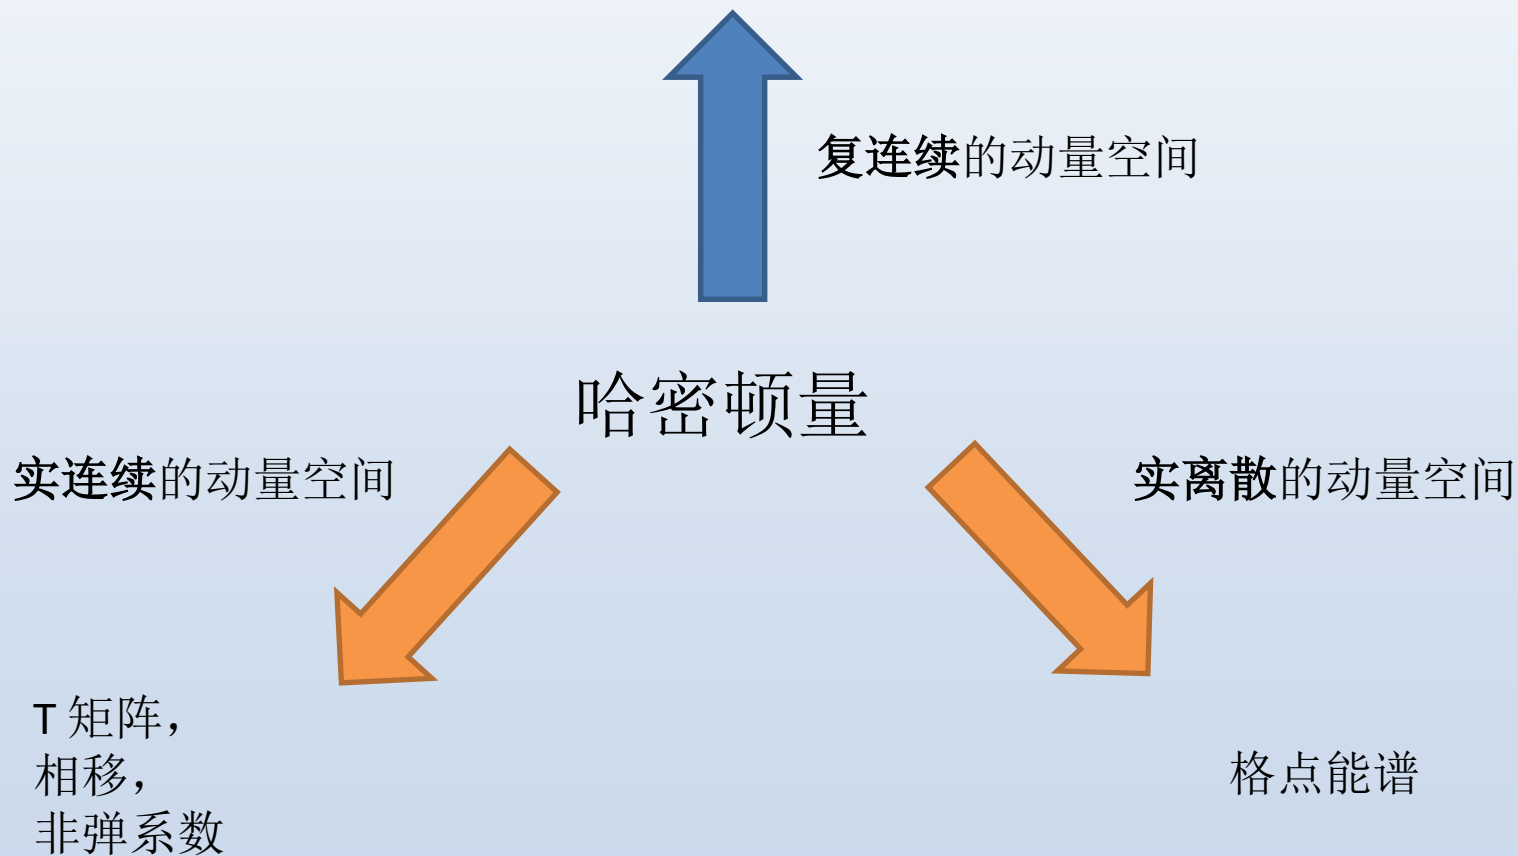 复连续的动量空间
哈密顿量
实连续的动量空间
实离散的动量空间
T 矩阵，
相移，
非弹系数
格点能谱